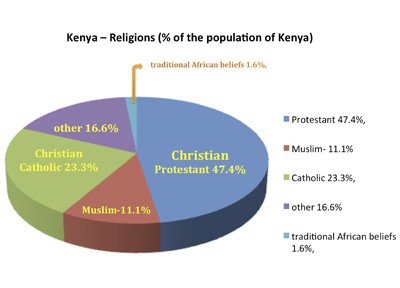 Kenya – Religions (% of the population of Kenya)
traditional African beliefs 1.6%,
other 16.6%
Christian
Catholic 23.3%
Christian
Protestant 47.4%
Muslim-11.1%
Protestant 47.4%,
Muslim- 11.1%
Catholic 23.3%,
other 16.6%
traditional African beliefs
1.6%,